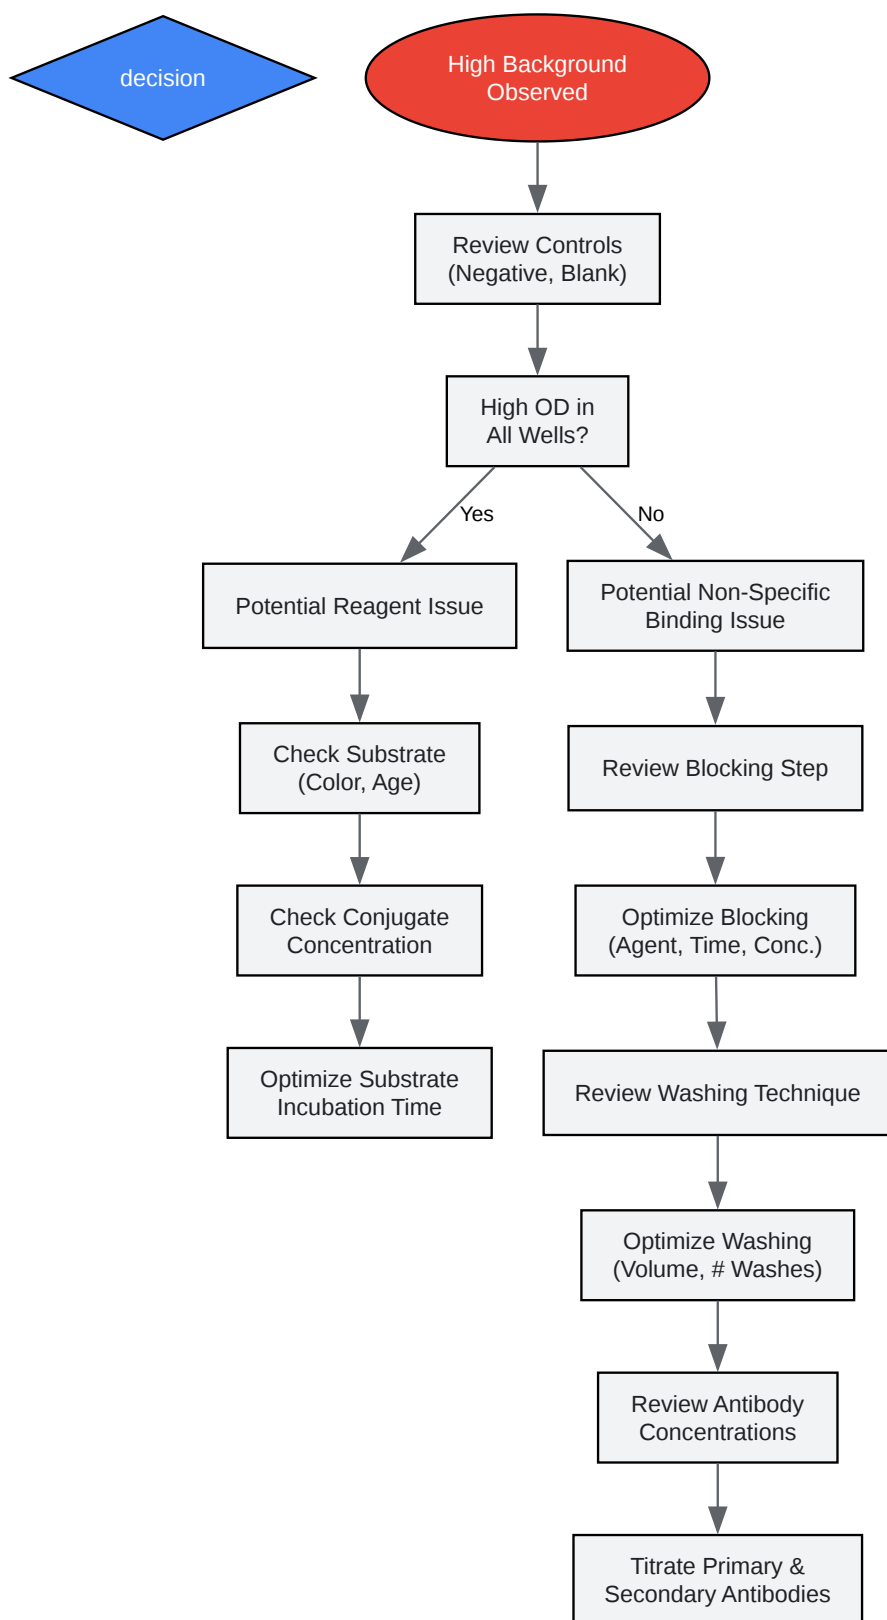 decision
High Background
Observed
Review Controls
(Negative, Blank)
High OD in
All Wells?
Yes
No
Potential Reagent Issue
Potential Non-Specific
Binding Issue
Check Substrate
(Color, Age)
Review Blocking Step
Check Conjugate
Concentration
Optimize Blocking
(Agent, Time, Conc.)
Optimize Substrate
Incubation Time
Review Washing Technique
Optimize Washing
(Volume, # Washes)
Review Antibody
Concentrations
Titrate Primary &
Secondary Antibodies